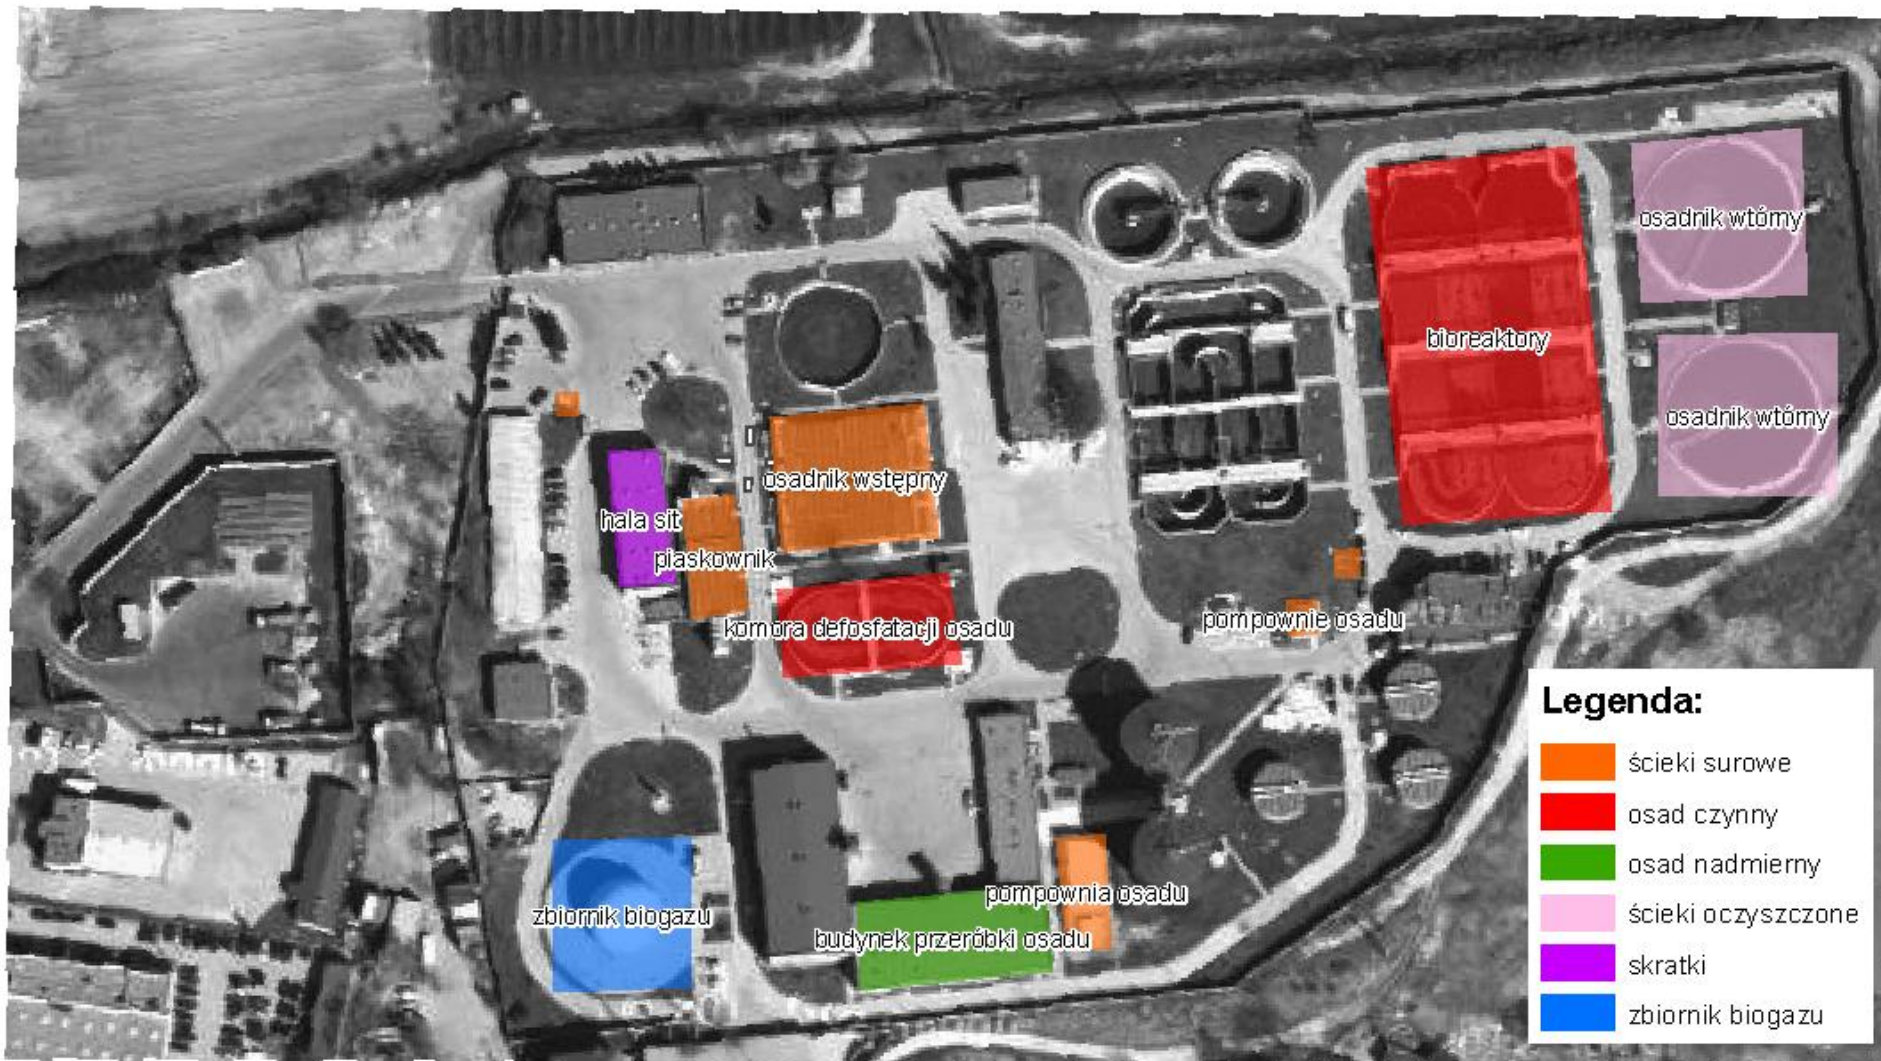 osadnik wtórny
bioreaktory
osadnik wtórny
osadnik wstępny
hala sit
piaskownik
komora defosfatacji osadu
pompownie osadu
pompownia osadu
zbiornik biogazu
budynek przeróbki osadu
Legenda:
ścieki surowe
osad czynny
osad nadmierny
ścieki oczyszczone
skratki
zbiornik biogazu